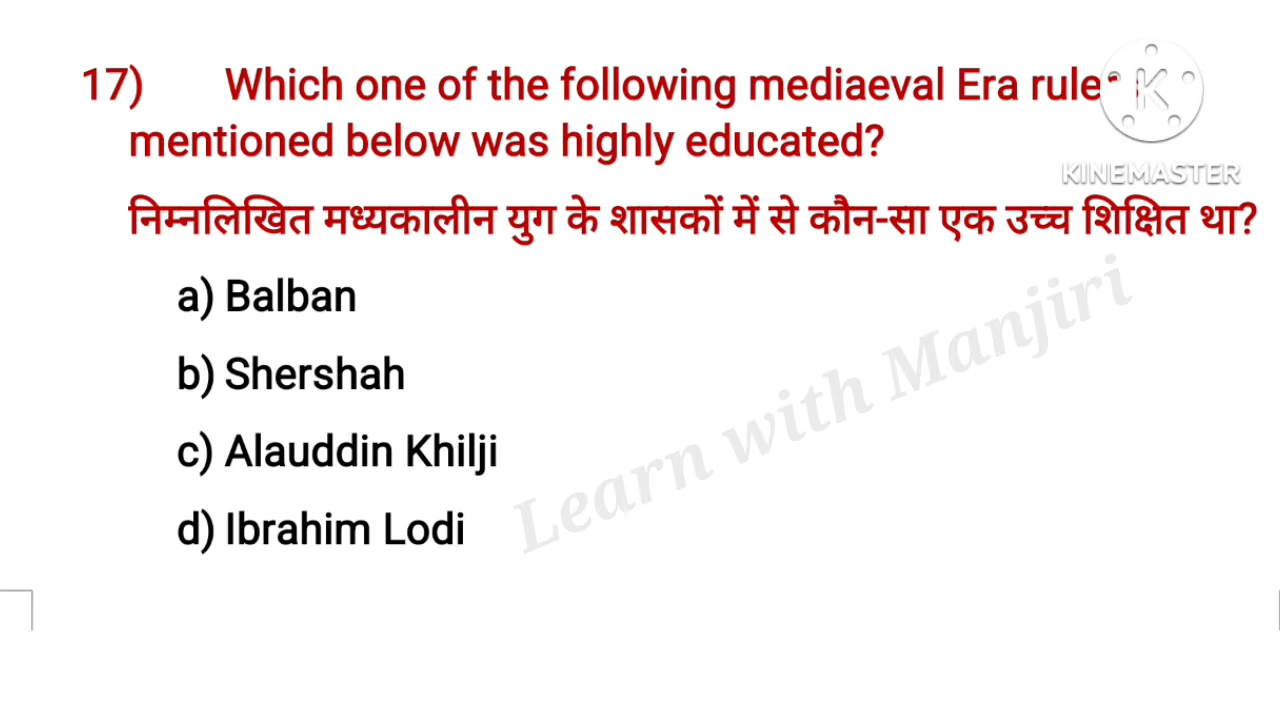 17) Which one of the following mediaeval Era rulers
mentioned below was highly educated?
निम्नलिखित मध्यकालीन युग के शासकों में से कौन-सा एक उच्च शिक्षित था?
a) Balban
b) Shershah
c) Alauddin Khilji
d) Ibrahim Lodi
K
KINEMASTER
Learn with Manjiri